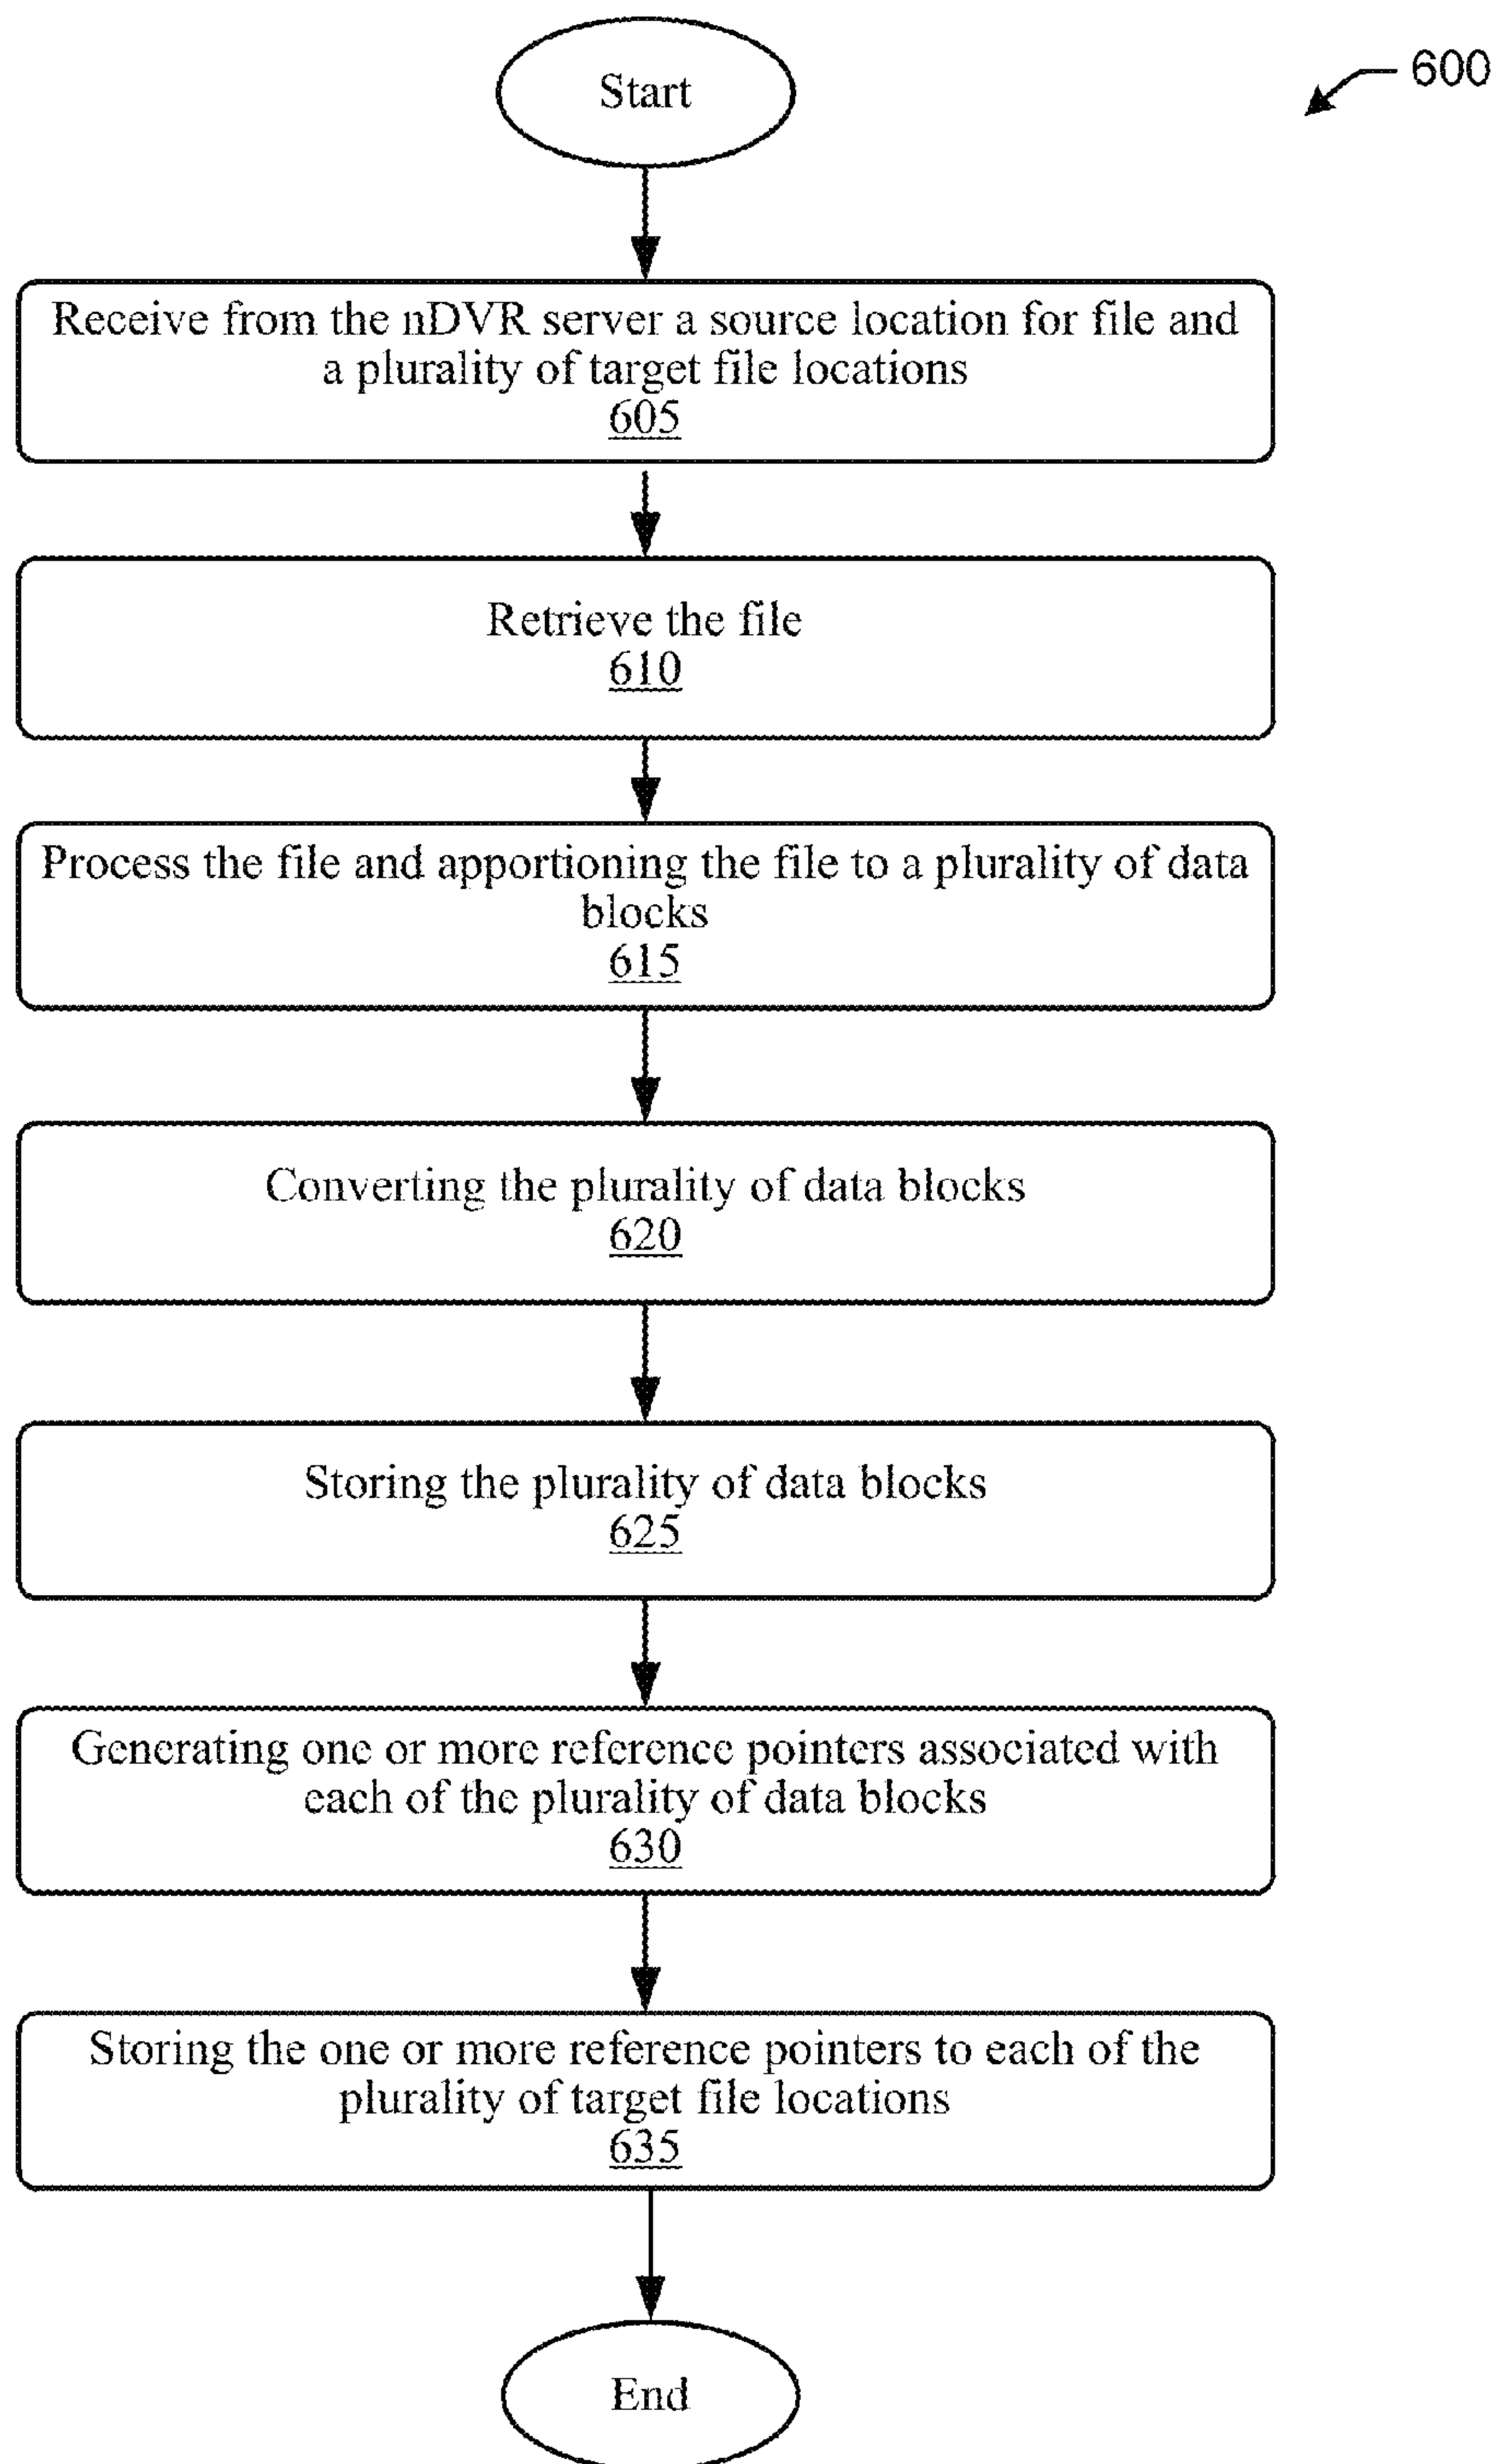 Start
600
Receive from the nDVR server a source location for file and
a plurality of target file locations
605
Retrieve the file
610
Process the file and apportioning the file to a plurality of data
blocks
615
Converting the plurality of data blocks
620
Storing the plurality of data blocks
625
Generating one or more reference pointers associated with
each of the plurality of data blocks
630
Storing the one or more reference pointers to each of the
plurality of target file locations
635
End